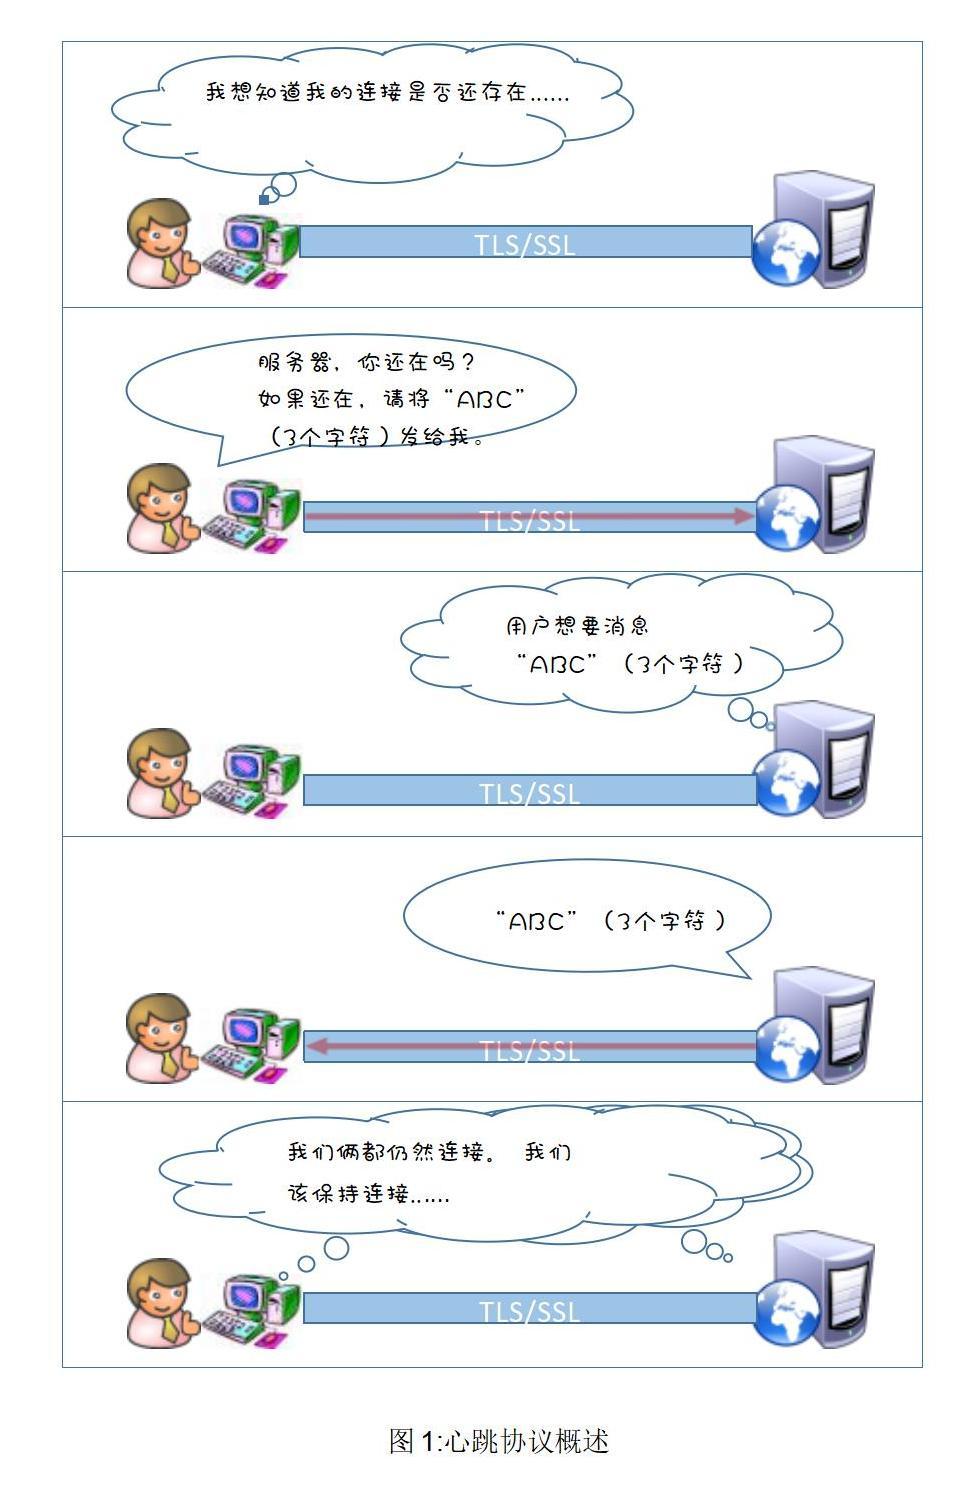 我想知道我的连接是否还存在......
TLS/SSL
服务器，你还在吗？
如果还在，请将“ABC”
（3个字符）发给我。
TLS/SSL
用户想要消息
“ABC”（3个字符）
TLS/SSL
“ABC”（3个字符）
TLS/SSL
我们俩都仍然连接。 我们
该保持连接......
TLS/SSL
图 1:心跳协议概述